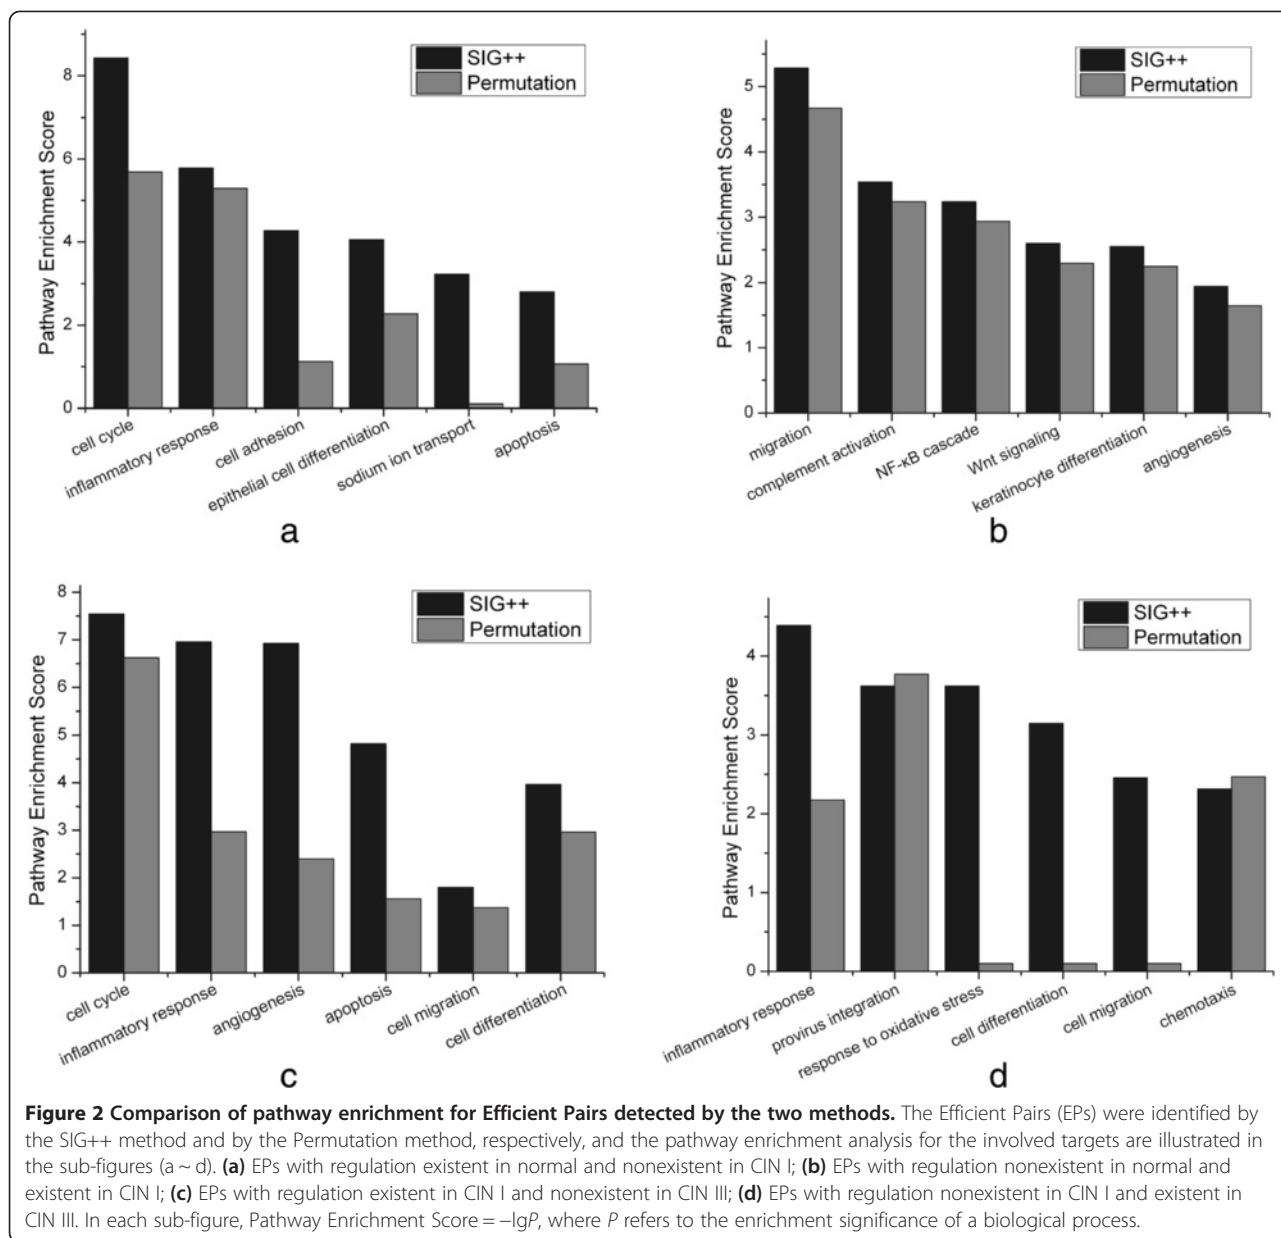 SIG++
Permutation
Pathway Enrichment Score
8
6
4
2
0
cell cycle
inflammatory response
cell adhesion
epithelial cell differentiation
sodium ion transport
apoptosis
a
SIG++
Permutation
Pathway Enrichment Score
5
4
3
2
1
0
migration
complement activation
NF-κB cascade
Wnt signaling
keratinocyte differentiation
angiogenesis
b
SIG++
Permutation
Pathway Enrichment Score
8
7
6
5
4
3
2
1
0
cell cycle
inflammatory response
angiogenesis
apoptosis
cell migration
cell differentiation
c
SIG++
Permutation
Pathway Enrichment Score
4
3
2
1
0
inflammatory response
provirus integration
response to oxidative stress
cell differentiation
cell migration
chemotaxis
d
Figure 2 Comparison of pathway enrichment for Efficient Pairs detected by the two methods. The Efficient Pairs (EPs) were identified by
the SIG++ method and by the Permutation method, respectively, and the pathway enrichment analysis for the involved targets are illustrated in
the sub-figures (a ~ d). (a) EPs with regulation existent in normal and nonexistent in CIN I; (b) EPs with regulation nonexistent in normal and
existent in CIN I; (c) EPs with regulation existent in CIN I and nonexistent in CIN III; (d) EPs with regulation nonexistent in CIN I and existent in
CIN III. In each sub-figure, Pathway Enrichment Score = −lgP, where P refers to the enrichment significance of a biological process.